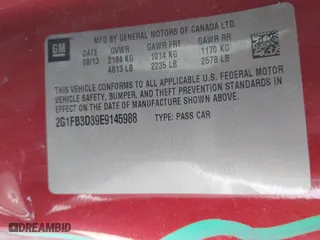 GM
MFD BY GENERAL MOTORS OF CANADA LTD.
08/13 GVWR GAWR FRT GAWR RR
2184 KG 1014 KG 1170 KG
4813 LB 2235 LB 2578 LB
THIS VEHICLE CONFORMS TO ALL APPLICABLE U.S. FEDERAL MOTOR
VEHICLE SAFETY, BUMPER, AND THEFT PREVENTION STANDARDS
IN EFFECT ON THE DATE OF MANUFACTURE SHOWN ABOVE.
2G1FB3D39E9145988 TYPE: PASS CAR
DREAMBID